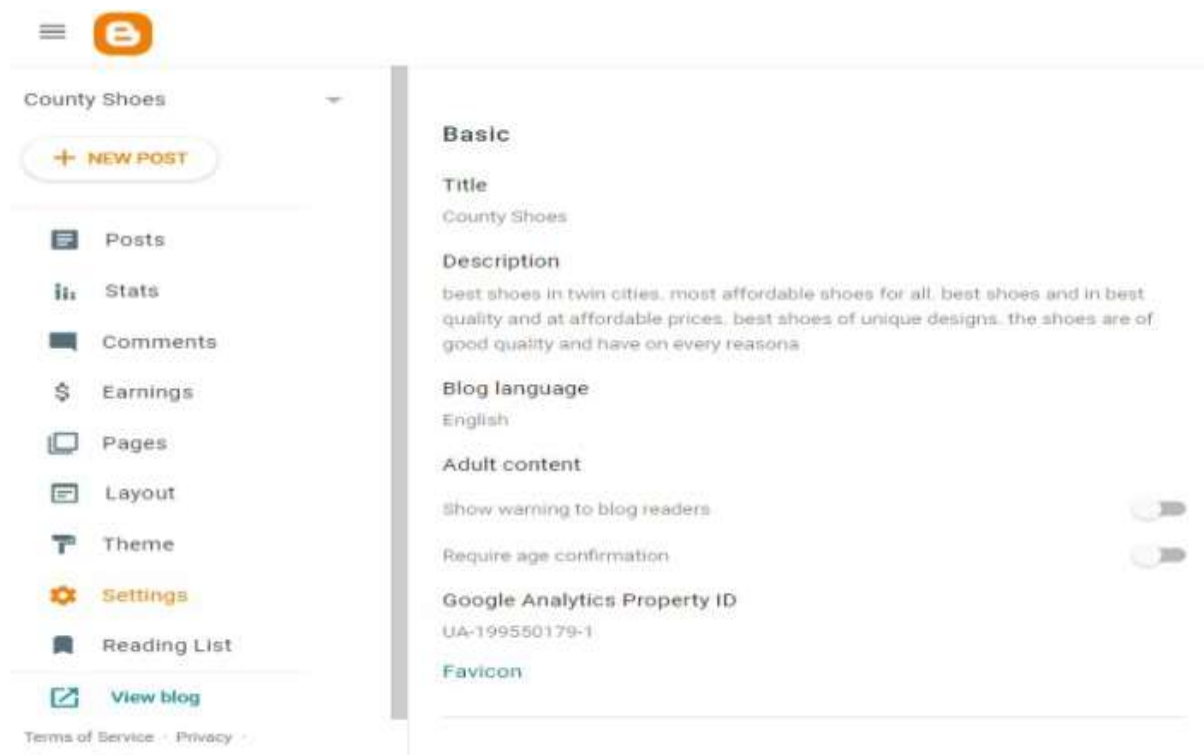 County Shoes
+ NEW POST
Posts
Stats
Comments
Earnings
Pages
Layout
Theme
Settings
Reading List
View blog
Terms of Service · Privacy ·
Basic
Title
County Shoes
Description
best shoes in twin cities. most affordable shoes for all. best shoes and in best
quality and at affordable prices. best shoes of unique designs. the shoes are of
good quality and have on every reasona
Blog language
English
Adult content
Show warning to blog readers
Require age confirmation
Google Analytics Property ID
UA-199550179-1
Favicon